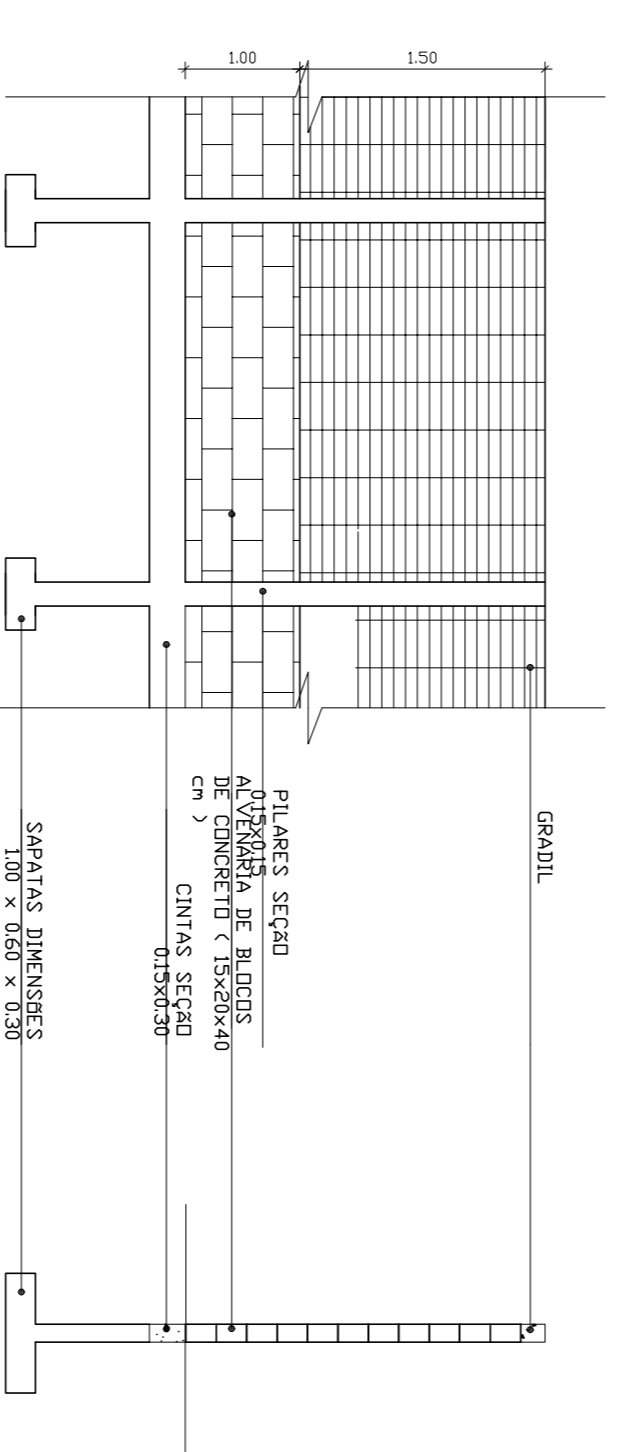 1.00
1.50
GRADIL
PILARES SEÇÃO
0.15x0.15
ALVENARIA DE BLOCOS
DE CONCRETO ( 15x20x40
cm )
CINTAS SEÇÃO
0.15x0.30
SAPATAS DIMENSÕES
1.00 x 0.60 x 0.30